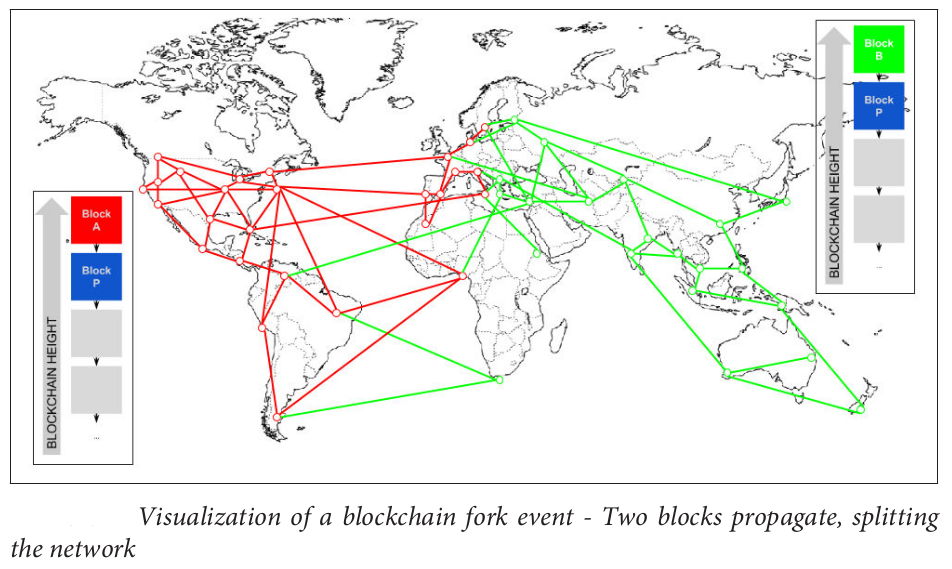 Block
B
Block
P
BLOCKCHAIN HEIGHT
...
Block
A
Block
P
BLOCKCHAIN HEIGHT
...
Visualization of a blockchain fork event - Two blocks propagate, splitting
the network